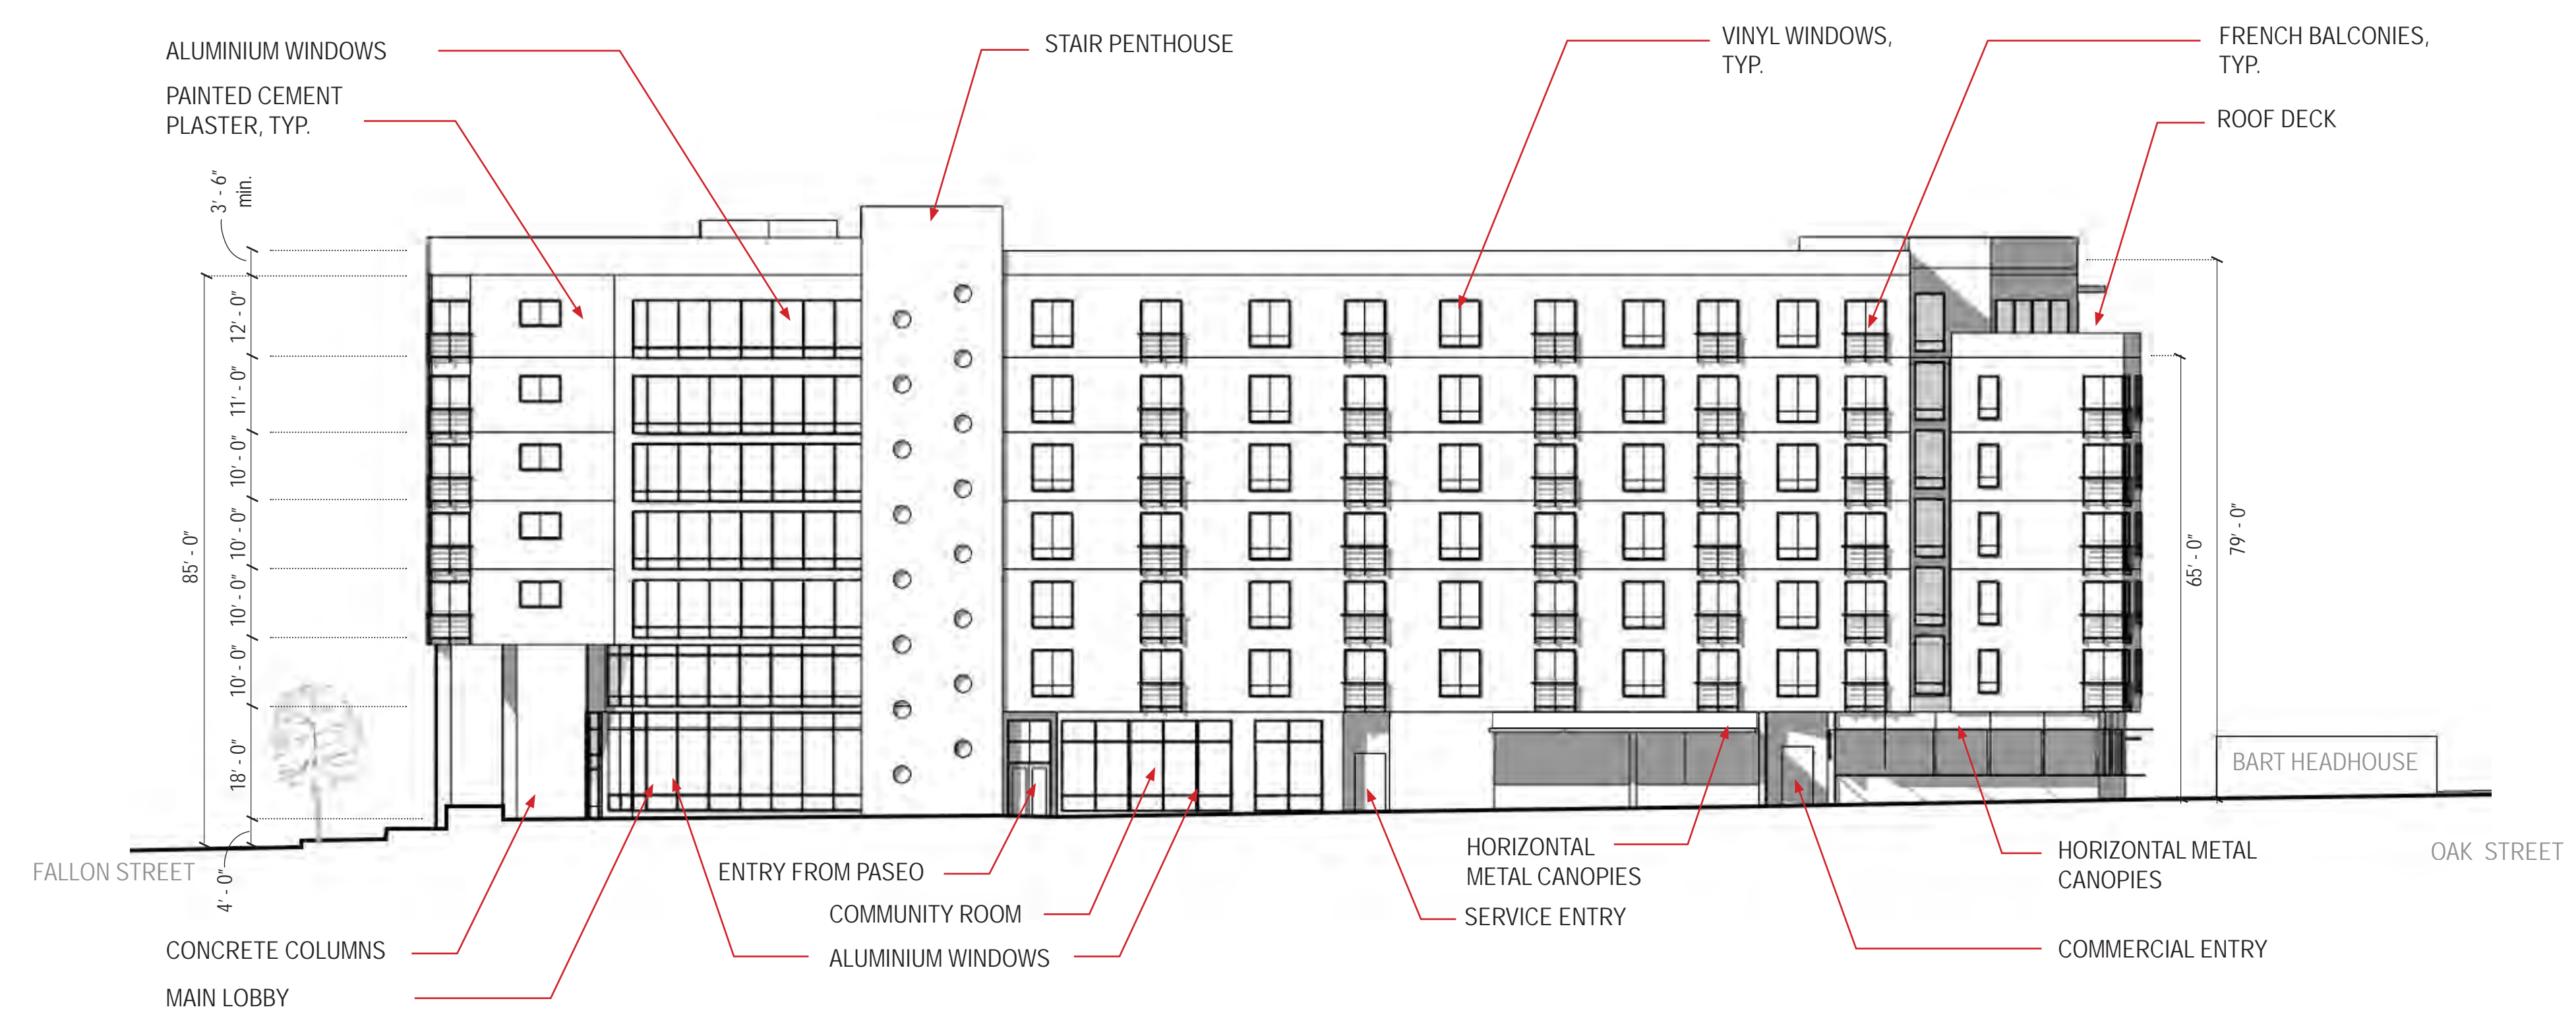 ALUMINIUM WINDOWS
PAINTED CEMENT
PLASTER, TYP.
STAIR PENTHOUSE
VINYL WINDOWS,
TYP.
FRENCH BALCONIES,
TYP.
ROOF DECK
3' - 6"
min.
12' - 0"
11' - 0"
10' - 0"
10' - 0"
10' - 0"
10' - 0"
18' - 0"
4' - 0"
85' - 0"
65' - 0"
79' - 0"
BART HEADHOUSE
FALLON STREET
OAK STREET
ENTRY FROM PASEO
COMMUNITY ROOM
ALUMINIUM WINDOWS
CONCRETE COLUMNS
MAIN LOBBY
HORIZONTAL
METAL CANOPIES
SERVICE ENTRY
HORIZONTAL METAL
CANOPIES
COMMERCIAL ENTRY